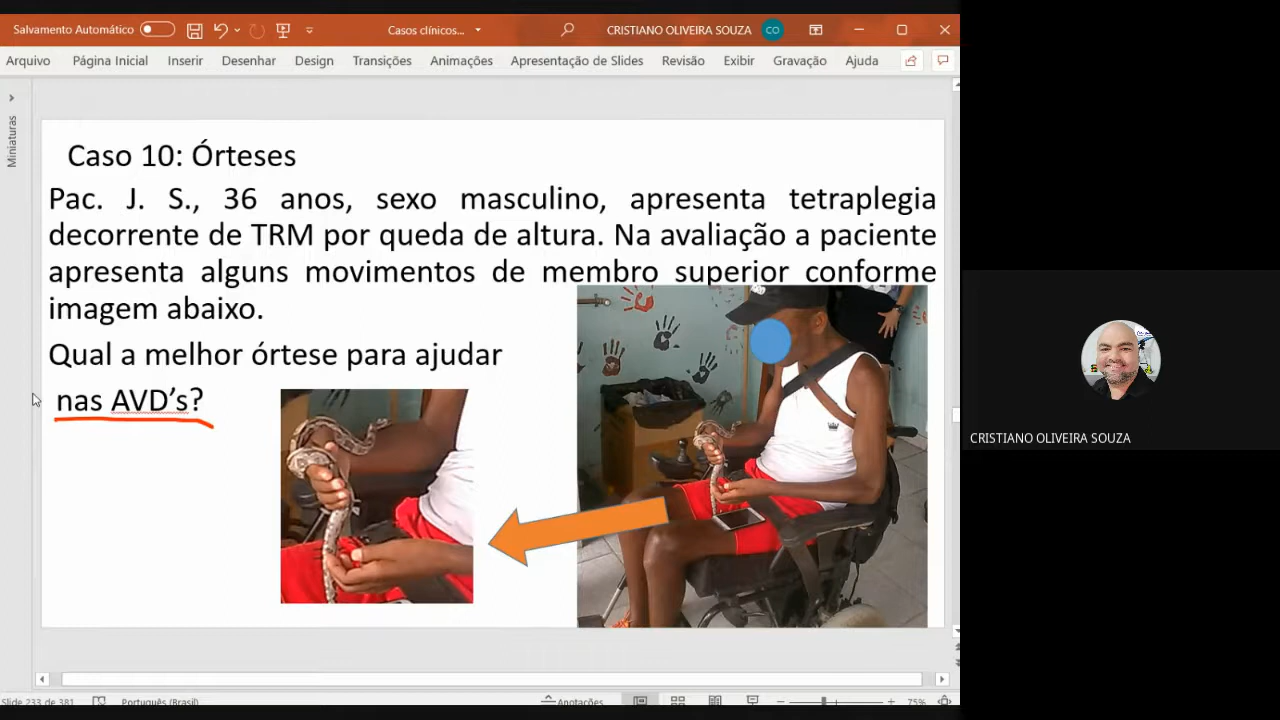 Salvamento Automático
Casos clínicos...
CRISTIANO OLIVEIRA SOUZA
CO
Arquivo Página Inicial Inserir Desenhar Design Transições Animações Apresentação de Slides Revisão Exibir Gravação Ajuda
Miniaturas
Caso 10: Órteses
Pac. J. S., 36 anos, sexo masculino, apresenta tetraplegia
decorrente de TRM por queda de altura. Na avaliação a paciente
apresenta alguns movimentos de membro superior conforme
imagem abaixo.
Qual a melhor órtese para ajudar
nas AVD's?
CRISTIANO OLIVEIRA SOUZA
Slide 233 de 381
Português (Brasil)
Anotações
75%